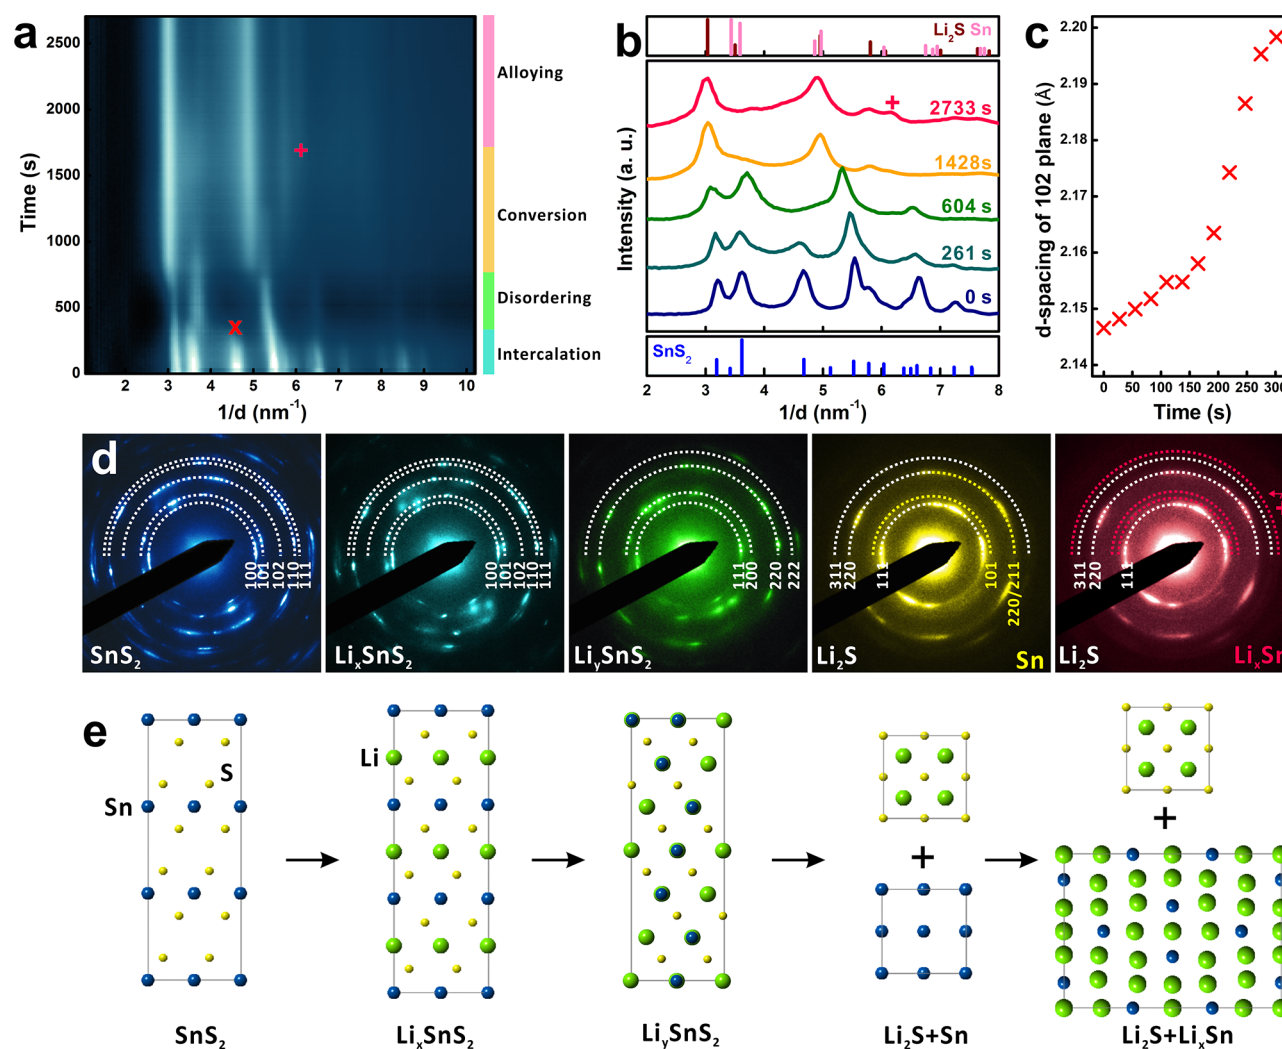 a
2500
2000
1500
1000
500
0
Time (s)
2 3 4 5 6 7 8 9 10
1/d (nm⁻¹)
Alloying
Conversion
Disordering
Intercalation
+
x
b
Li₂S Sn
2733 s
+
1428s
604 s
261 s
0 s
Intensity (a. u.)
SnS₂
2 3 4 5 6 7 8
1/d (nm⁻¹)
c
2.20
2.19
2.18
2.17
2.16
2.15
2.14
d-spacing of 102 plane (Å)
0 50 100 150 200 250 300
Time (s)
d
100
101
102
110
111
SnS₂
100
101
102
110
111
LiₓSnS₂
111
200
220
222
LiᵧSnS₂
311
220
111
101
220/211
Li₂S
Sn
311
220
111
Li₂S
LiₓSn
e
Sn
S
Li
+
+
SnS₂
LiₓSnS₂
LiᵧSnS₂
Li₂S+Sn
Li₂S+LiₓSn